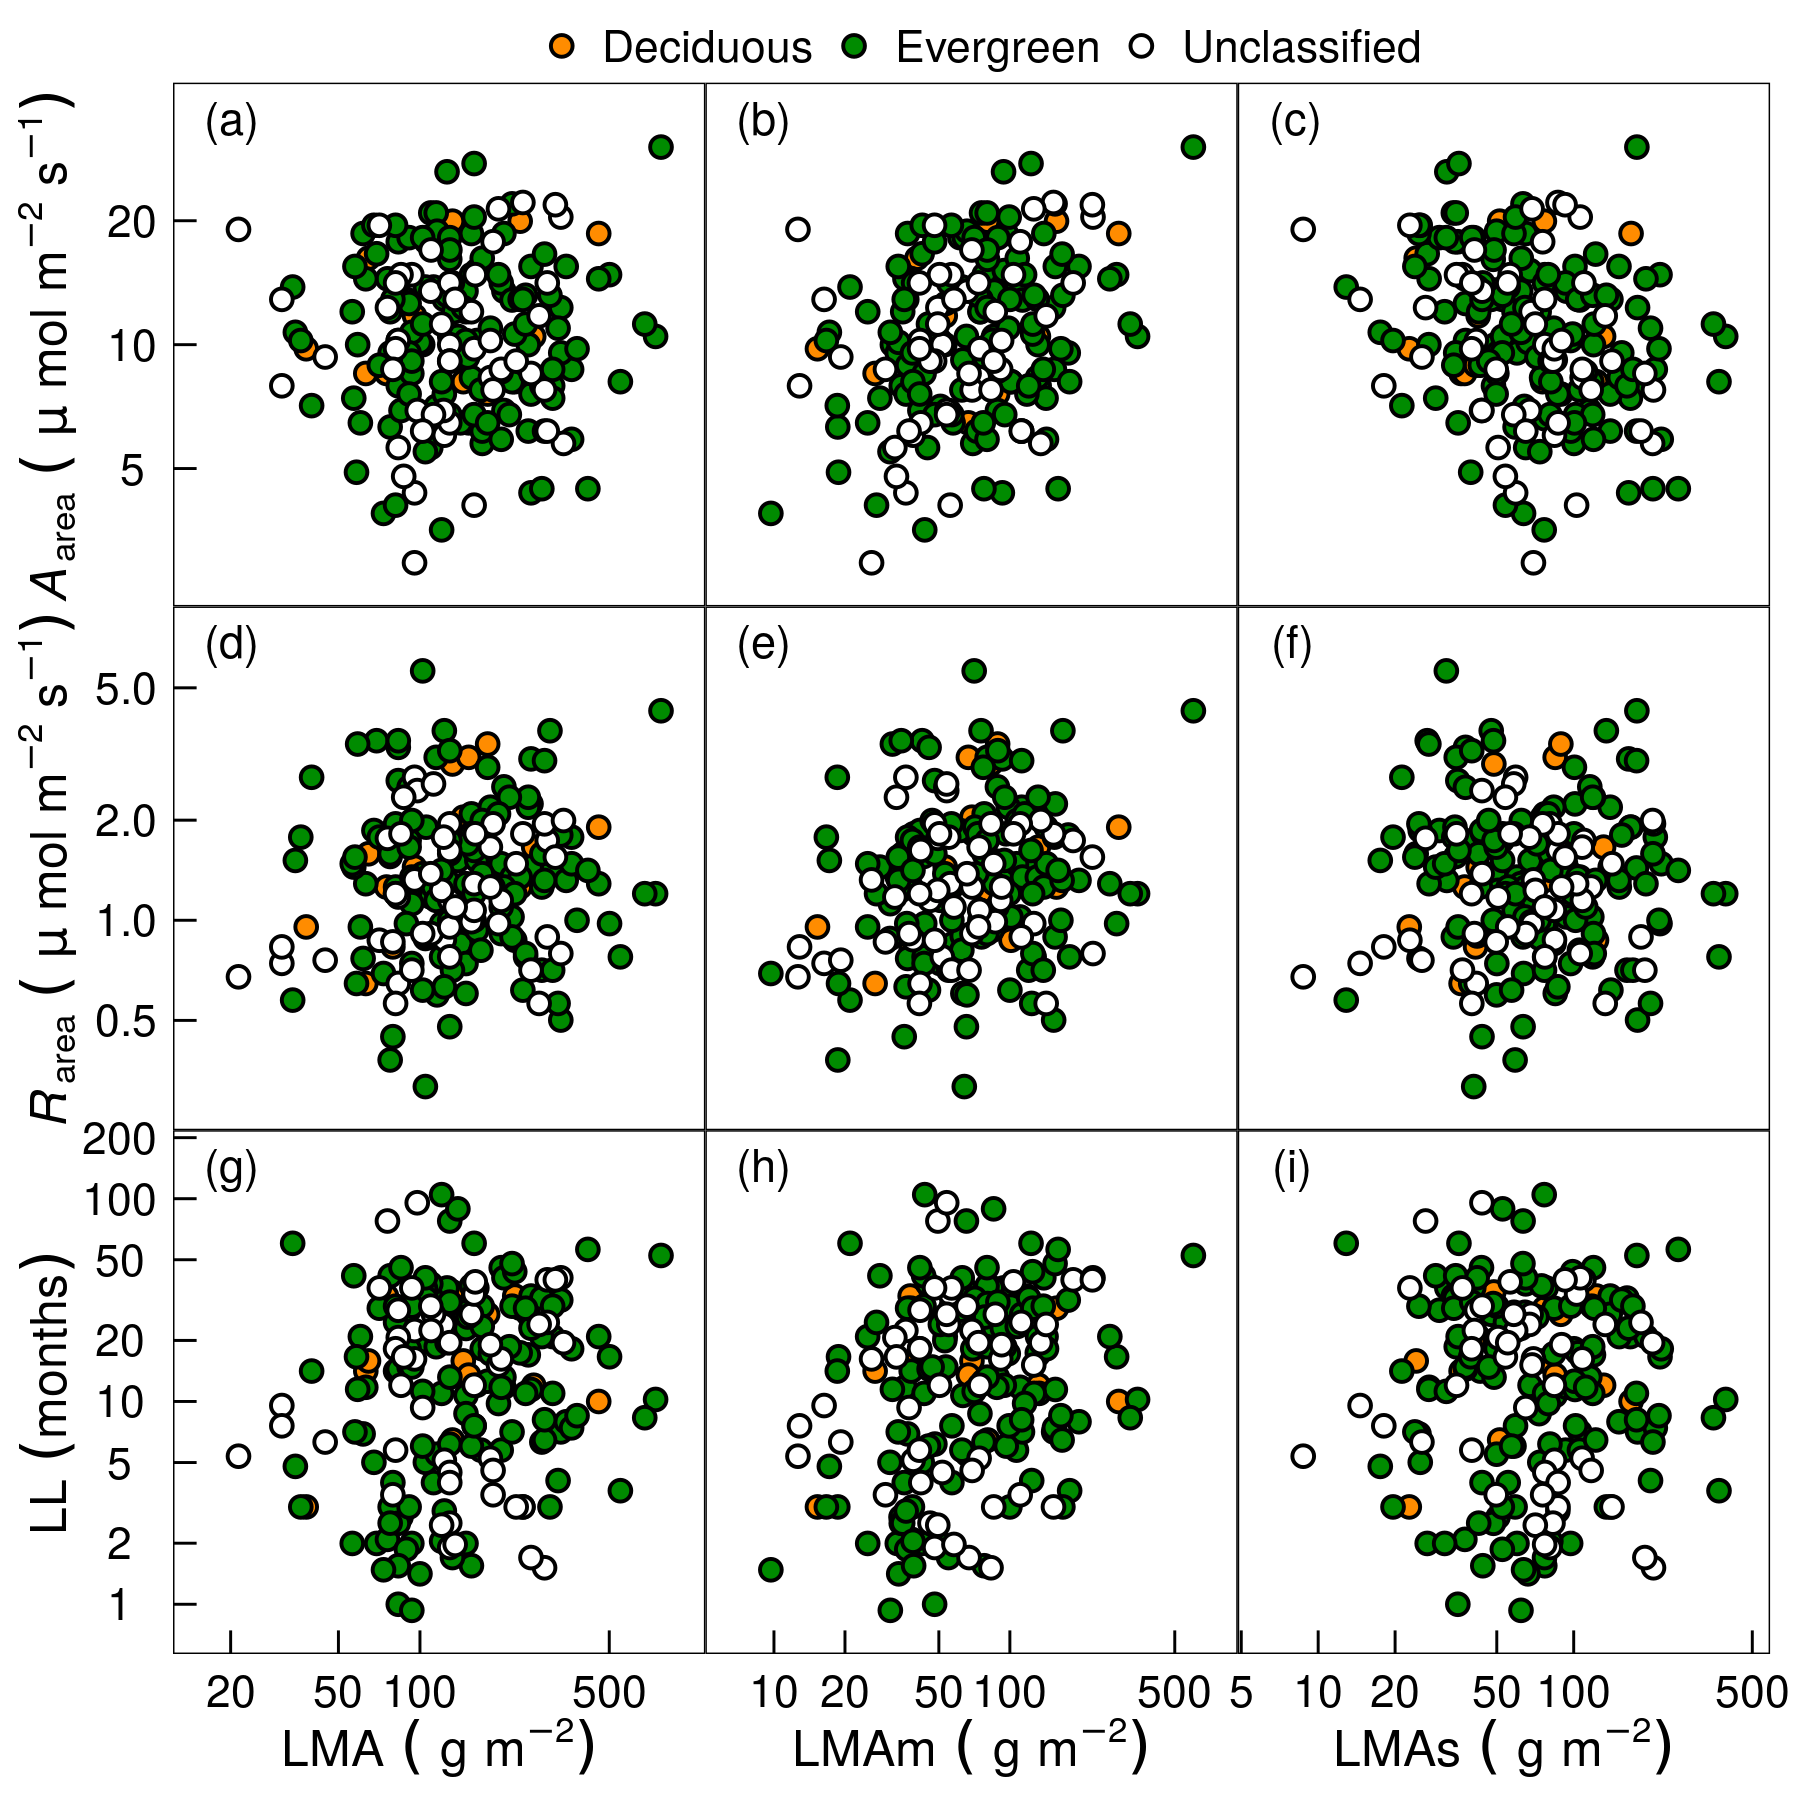 Deciduous Evergreen Unclassified
(a) (b) (c)
20
10
5
A area ( μ mol m−2 s−1)
(d) (e) (f)
5.0
2.0
1.0
0.5
R area ( μ mol m−2 s−1)
(g) (h) (i)
200
100
50
20
10
5
2
1
LL (months)
20 50 100 500 10 20 50 100 500 5 10 20 50 100 500
LMA ( g m−2) LMAm ( g m−2) LMAs ( g m−2)